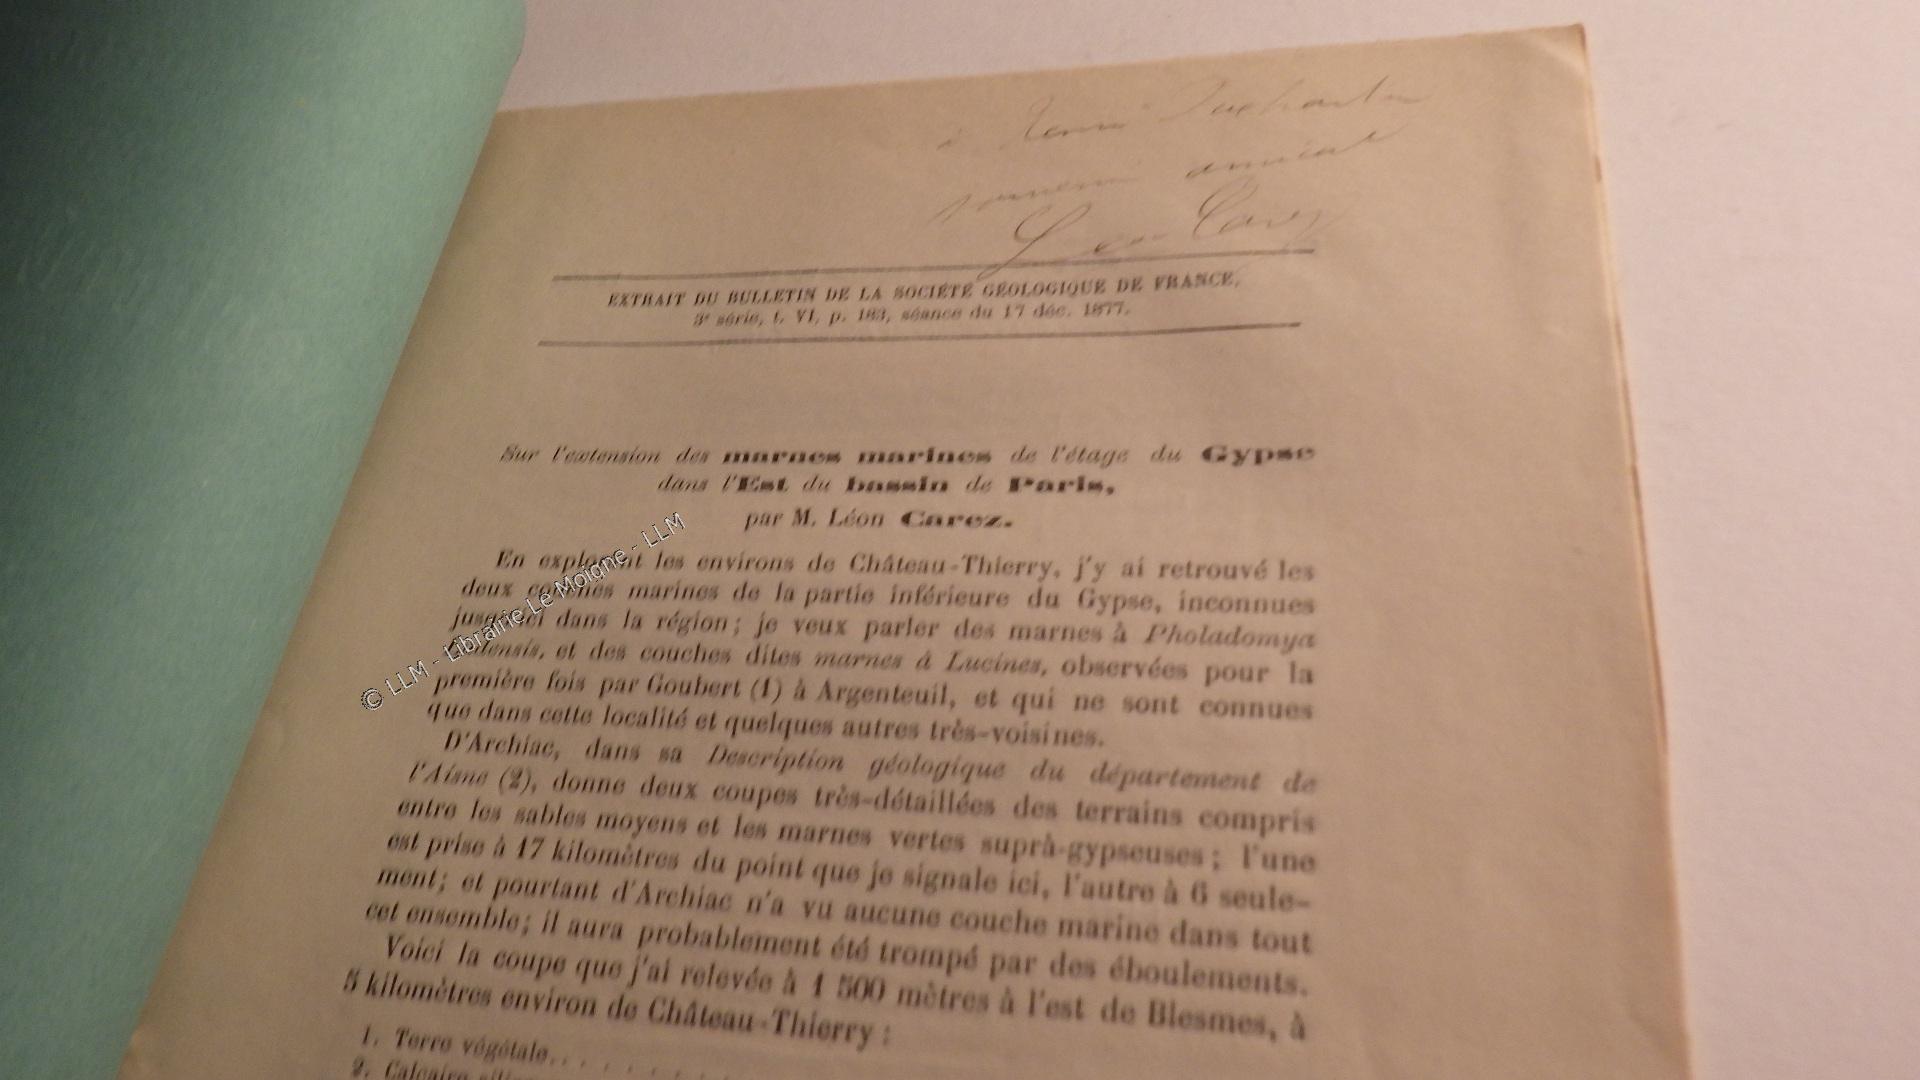 à
souvenir amical
Léon Carez
EXTRAIT DU BULLETIN DE LA SOCIÉTÉ GÉOLOGIQUE DE FRANCE,
3e série, t. VI, p. 183, séance du 17 déc. 1877.
Sur l'extension des marnes marines de l'étage du Gypse
dans l'Est du bassin de Paris,
par M. Léon Carez.
En explorant les environs de Château-Thierry, j'y ai retrouvé les
deux couches marines de la partie inférieure du Gypse, inconnues
jusqu'ici dans la région; je veux parler des marnes à Pholadomya
et des couches dites marnes à Lucines, observées pour la
première fois par Goubert (1) à Argenteuil, et qui ne sont connues
que dans cette localité et quelques autres très-voisines.
D'Archiac, dans sa Description géologique du département de
l'Aisne (2), donne deux coupes très-détaillées des terrains compris
entre les sables moyens et les marnes vertes suprà-gypseuses; l'une
est prise à 17 kilomètres du point que je signale ici, l'autre à 6 seule-
ment; et pourtant d'Archiac n'a vu aucune couche marine dans tout
cet ensemble; il aura probablement été trompé par des éboulements.
Voici la coupe que j'ai relevée à 1 500 mètres à l'est de Blesmes, à
5 kilomètres environ de Château-Thierry :
1. Terre végétale. . . . . . .
2. Calcaire
© LLM - Librairie Le Moigne - LLM